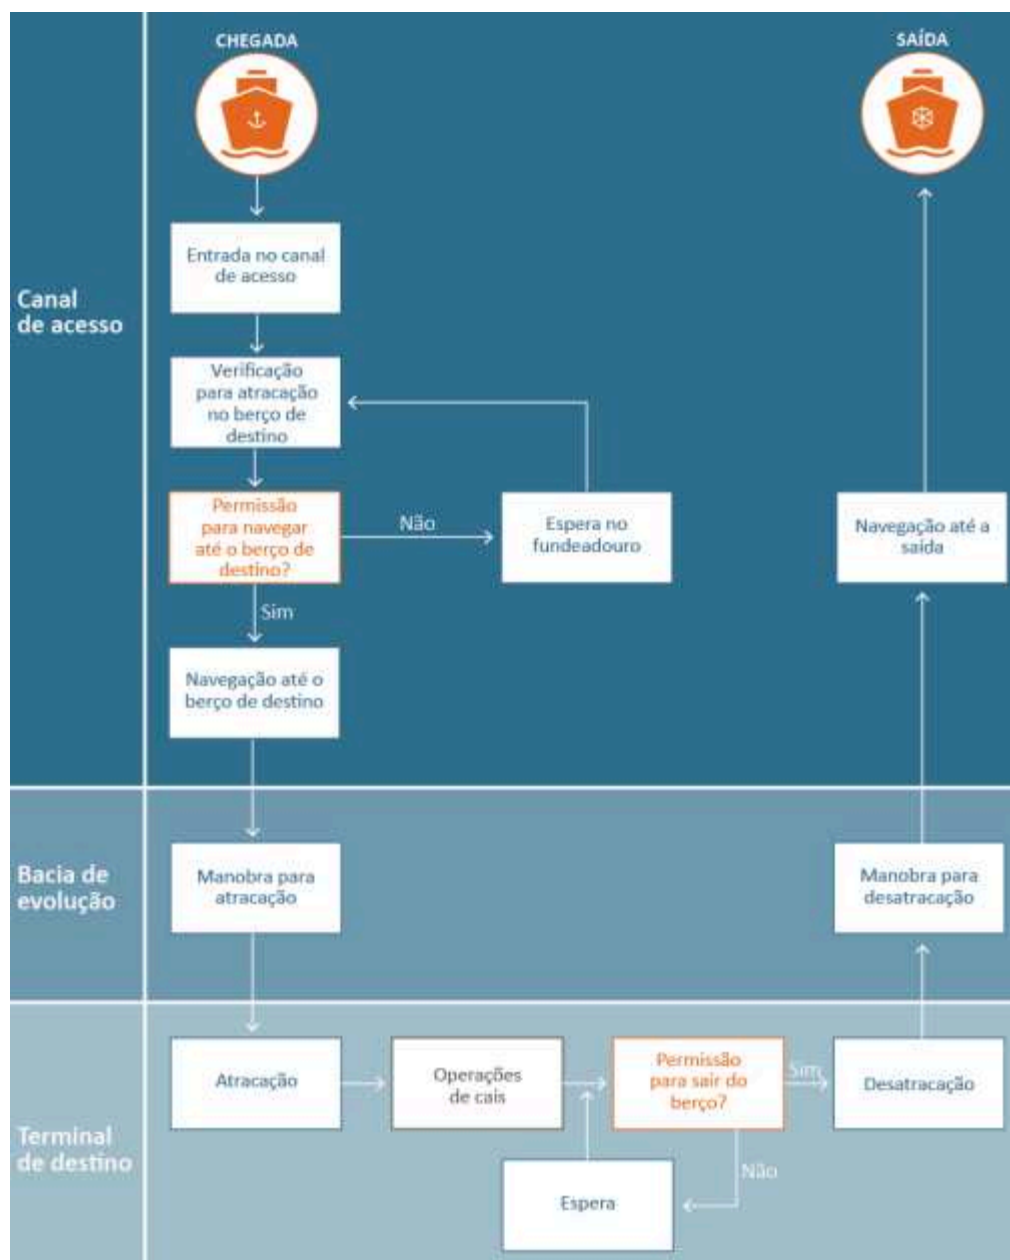 CHEGADA
SAÍDA
Canal
de acesso
Entrada no canal
de acesso
Verificação
para atracação
no berço de
destino
Permissão
para navegar
até o berço de
destino?
Não
Espera no
fundeadouro
Navegação até a
saída
Sim
Navegação até o
berço de destino
Bacia de
evolução
Manobra para
atracação
Manobra para
desatracação
Terminal
de destino
Atracação
Operações
de cais
Permissão
para sair do
berço?
Sim
Desatracação
Não
Espera